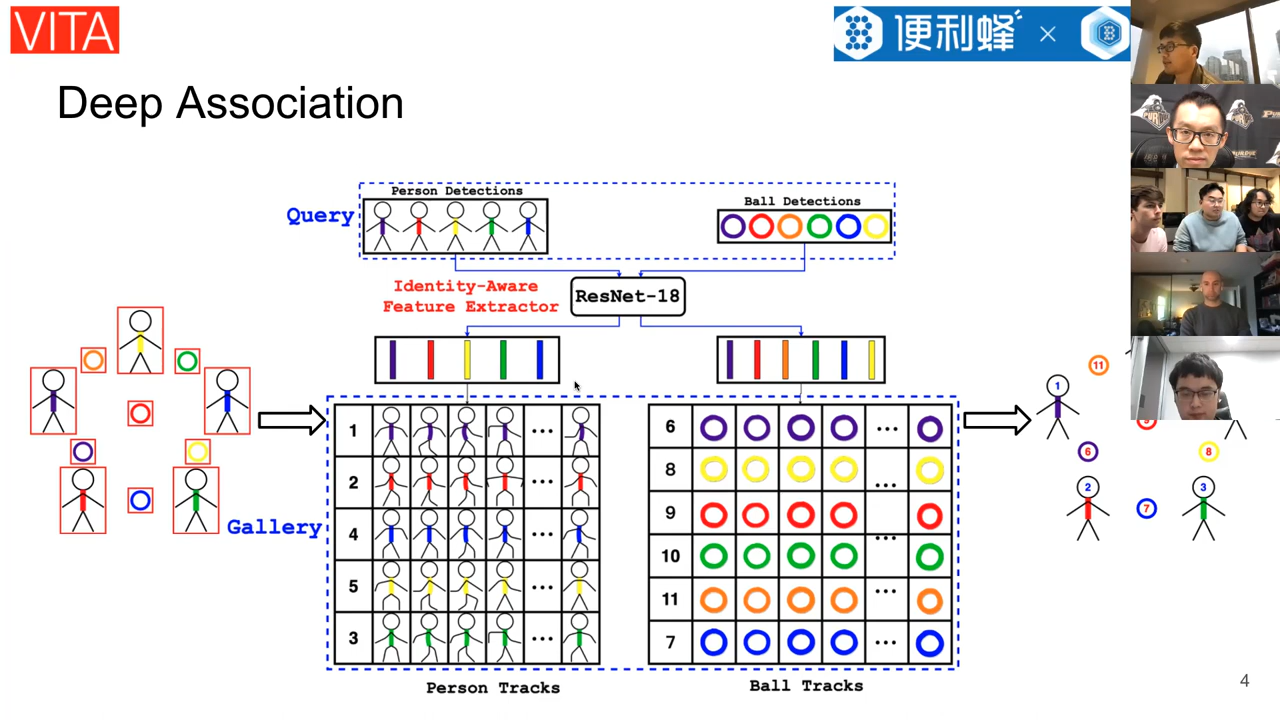 VITA
便利蜂 ×
Deep Association
Person Detections
Query
Ball Detections
Identity-Aware
Feature Extractor
ResNet-18
11
1
6
8
2
3
7
Gallery
1
2
4
5
3
...
6
8
9
10
11
7
...
Person Tracks
Ball Tracks
4
PURDUE